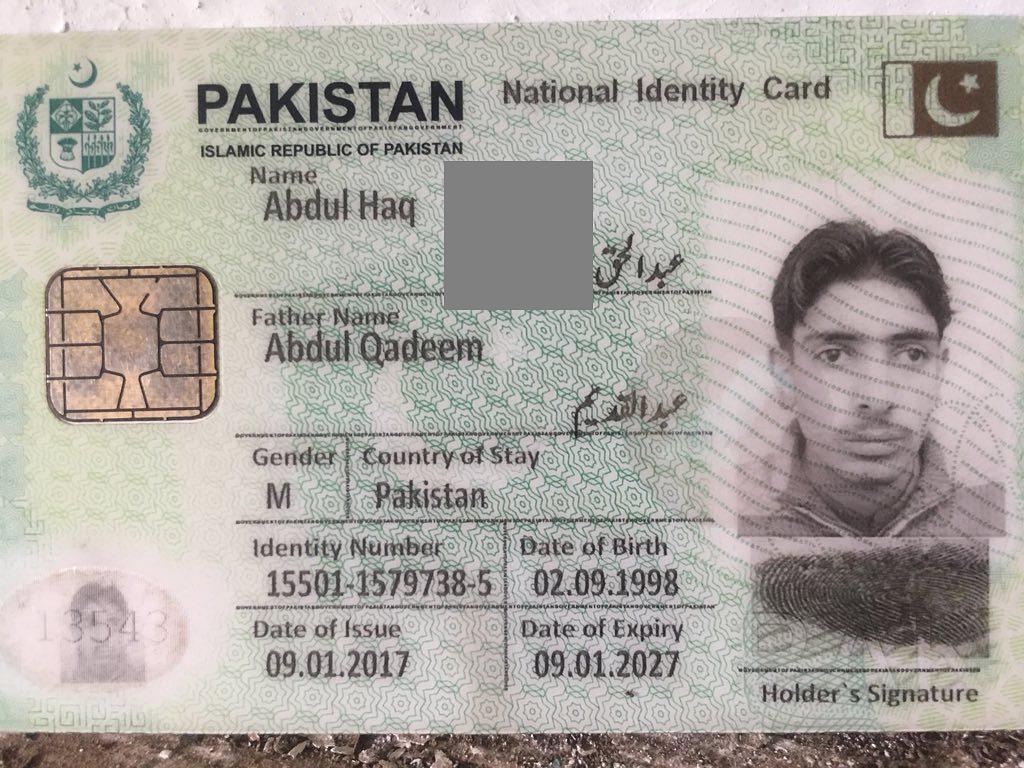 PAKISTAN National Identity Card
ISLAMIC REPUBLIC OF PAKISTAN
Name
Abdul Haq
عبدالحق
Father Name
Abdul Qadeem
عبدالقدیم
Gender Country of Stay
M Pakistan
Identity Number Date of Birth
15501-1579738-5 02.09.1998
13543
Date of Issue Date of Expiry
09.01.2017 09.01.2027
Holder`s Signature